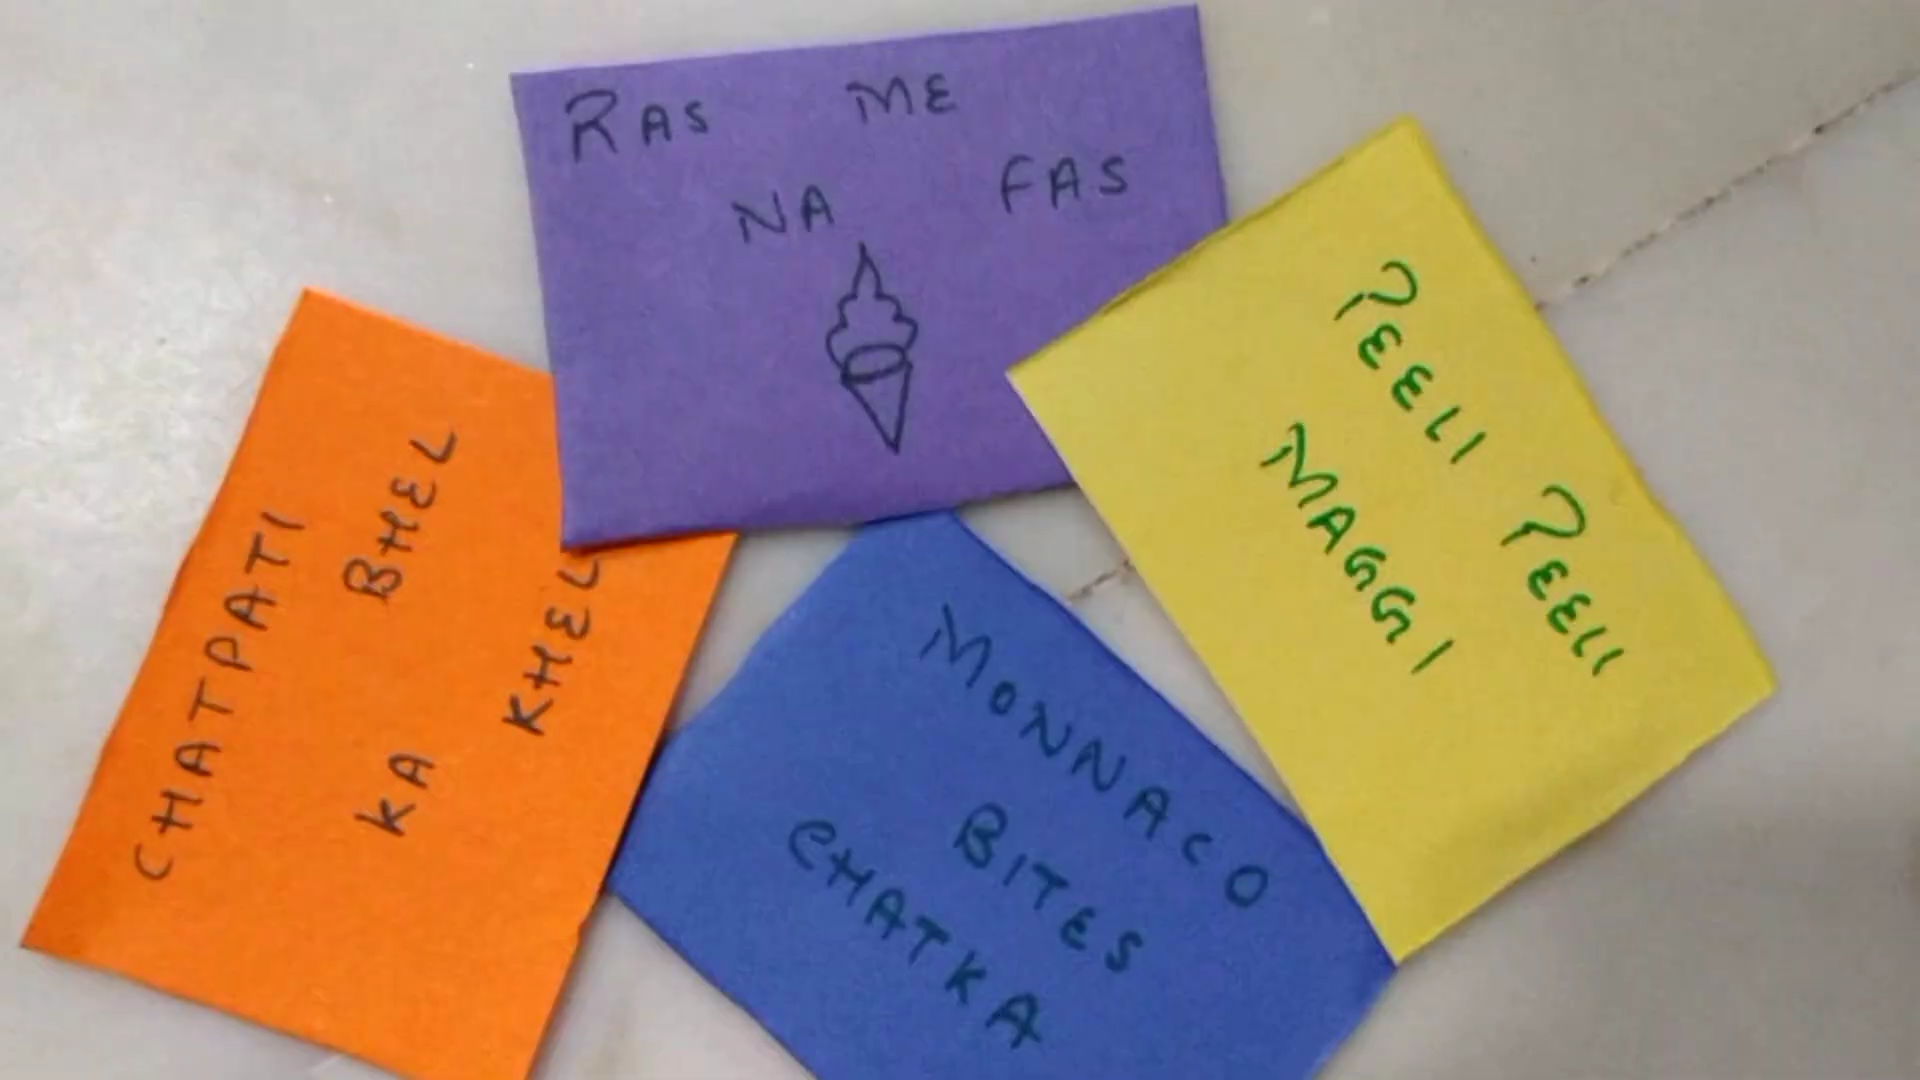 RAS ME
NA FAS
PEELI PEELI
MAGGI
CHATPATI
BHEL
KA KHEL
MONNACO
BITES
CHATKA